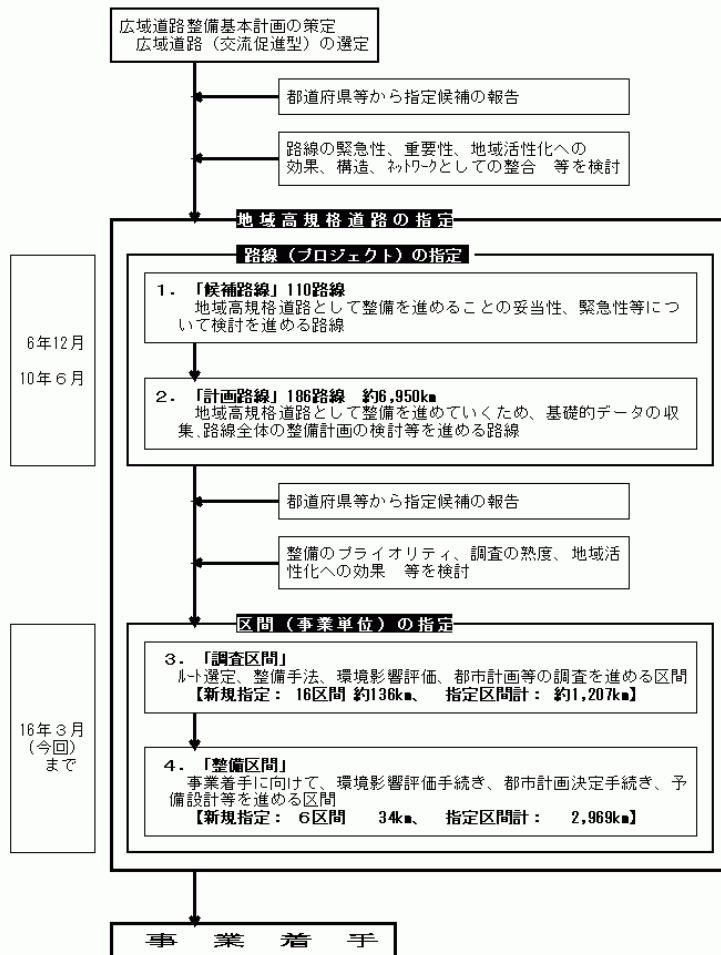 広域道路整備基本計画の策定
広域道路（交流促進型）の選定
都道府県等から指定候補の報告
路線の緊急性、重要性、地域活性化への
効果、構造、ﾈｯﾄﾜｰｸとしての整合　等を検討
地域高規格道路の指定
路線（プロジェクト）の指定
6年12月
10年６月
１．「候補路線」110路線
地域高規格道路として整備を進めることの妥当性、緊急性等につ
いて検討を進める路線
２．「計画路線」186路線　約6,950km
地域高規格道路として整備を進めていくため、基礎的データの収
集、路線全体の整備計画の検討等を進める路線
都道府県等から指定候補の報告
整備のプライオリティ、調査の熟度、地域活
性化への効果　等を検討
区間（事業単位）の指定
16年３月
(今回)
まで
３．「調査区間」
ﾙｰﾄ選定、整備手法、環境影響評価、都市計画等の調査を進める区間
【新規指定： 16区間 約136km、　指定区間計： 約1,207km】
４．「整備区間」
事業着手に向けて、環境影響評価手続き、都市計画決定手続き、予
備設計等を進める区間
【新規指定： ６区間　　34km、　指定区間計：　　2,969km】
事　業　着　手